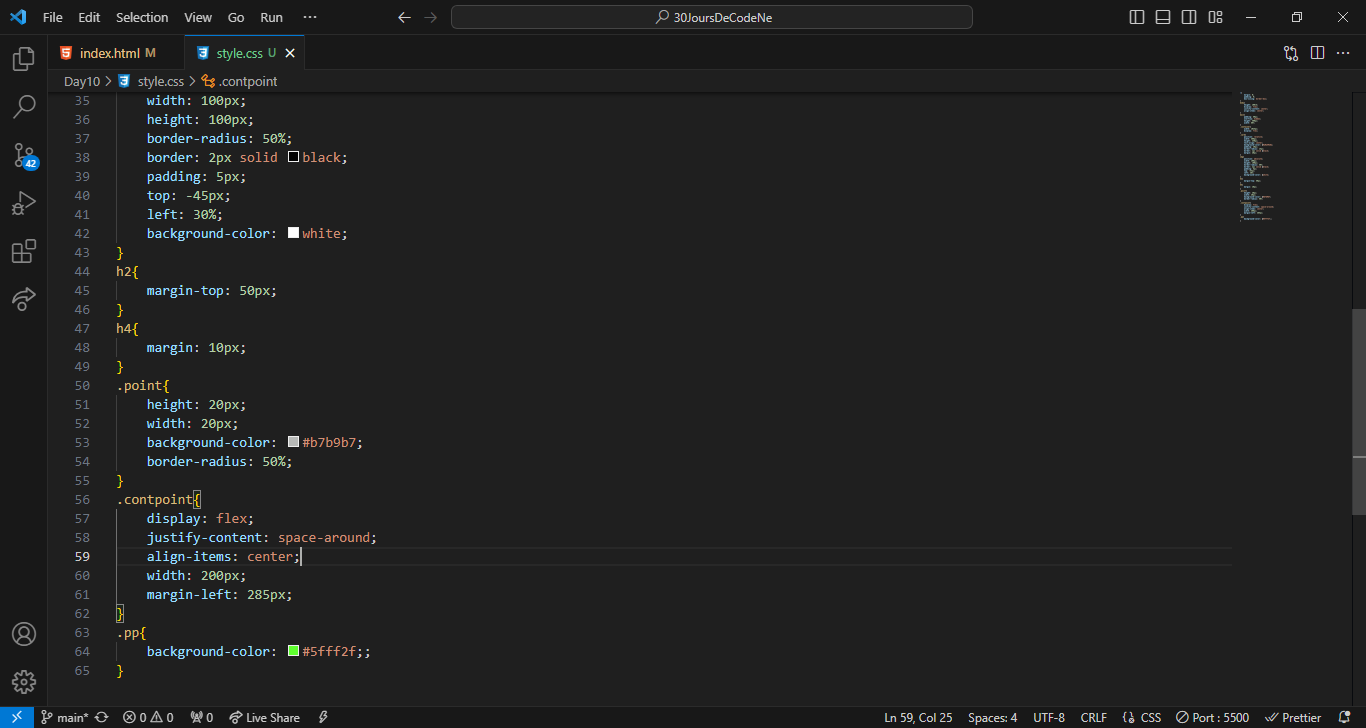 File Edit Selection View Go Run ··· 30JoursDeCodeNe
index.html M style.css U
Day10 > style.css > .contpoint
35 width: 100px;
36 height: 100px;
37 border-radius: 50%;
38 border: 2px solid black;
39 padding: 5px;
40 top: -45px;
41 left: 30%;
42 background-color: white;
43 }
44 h2{
45 margin-top: 50px;
46 }
47 h4{
48 margin: 10px;
49 }
50 .point{
51 height: 20px;
52 width: 20px;
53 background-color: #b7b9b7;
54 border-radius: 50%;
55 }
56 .contpoint{
57 display: flex;
58 justify-content: space-around;
59 align-items: center;
60 width: 200px;
61 margin-left: 285px;
62 }
63 .pp{
64 background-color: #5fff2f;;
65 }
42
main* 0 0 0 Live Share Ln 59, Col 25 Spaces: 4 UTF-8 CRLF {} CSS Port : 5500 Prettier